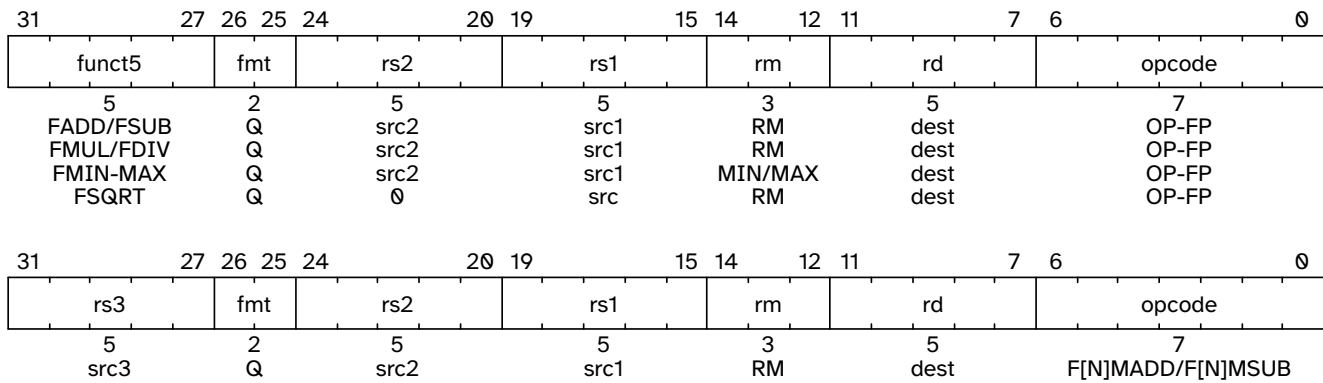 31 27 26 25 24 20 19 15 14 12 11 7 6 0
funct5 fmt rs2 rs1 rm rd opcode
5 2 5 5 3 5 7
FADD/FSUB Q src2 src1 RM dest OP-FP
FMUL/FDIV Q src2 src1 RM dest OP-FP
FMIN-MAX Q src2 src1 MIN/MAX dest OP-FP
FSQRT Q 0 src RM dest OP-FP
31 27 26 25 24 20 19 15 14 12 11 7 6 0
rs3 fmt rs2 rs1 rm rd opcode
5 2 5 5 3 5 7
src3 Q src2 src1 RM dest F[N]MADD/F[N]MSUB